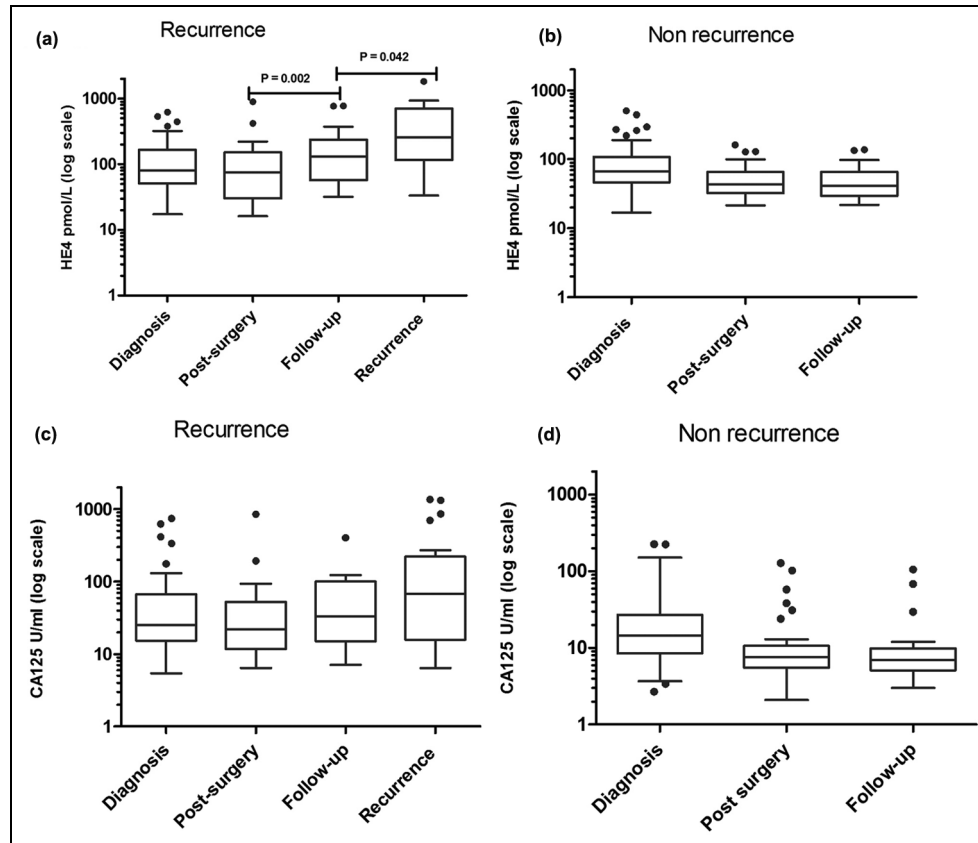 (a)
Recurrence
P = 0.002
P = 0.042
HE4 pmol/L (log scale)
1000
100
10
1
Diagnosis
Post-surgery
Follow-up
Recurrence
(b)
Non recurrence
HE4 pmol/L (log scale)
1000
100
10
1
Diagnosis
Post-surgery
Follow-up
(c)
Recurrence
CA125 U/ml (log scale)
1000
100
10
1
Diagnosis
Post-surgery
Follow-up
Recurrence
(d)
Non recurrence
CA125 U/ml (log scale)
1000
100
10
1
Diagnosis
Post surgery
Follow-up